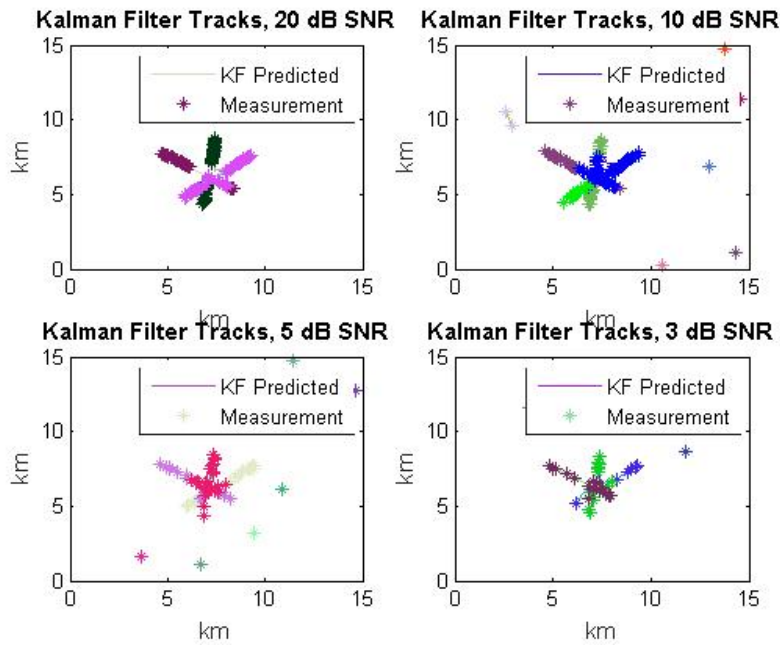 Kalman Filter Tracks, 20 dB SNR
15
10
5
0
km
KF Predicted
Measurement
0 5 10 15
km
Kalman Filter Tracks, 10 dB SNR
15
10
5
0
km
KF Predicted
Measurement
0 5 10 15
km
Kalman Filter Tracks, 5 dB SNR
15
10
5
0
km
KF Predicted
Measurement
0 5 10 15
km
Kalman Filter Tracks, 3 dB SNR
15
10
5
0
km
KF Predicted
Measurement
0 5 10 15
km